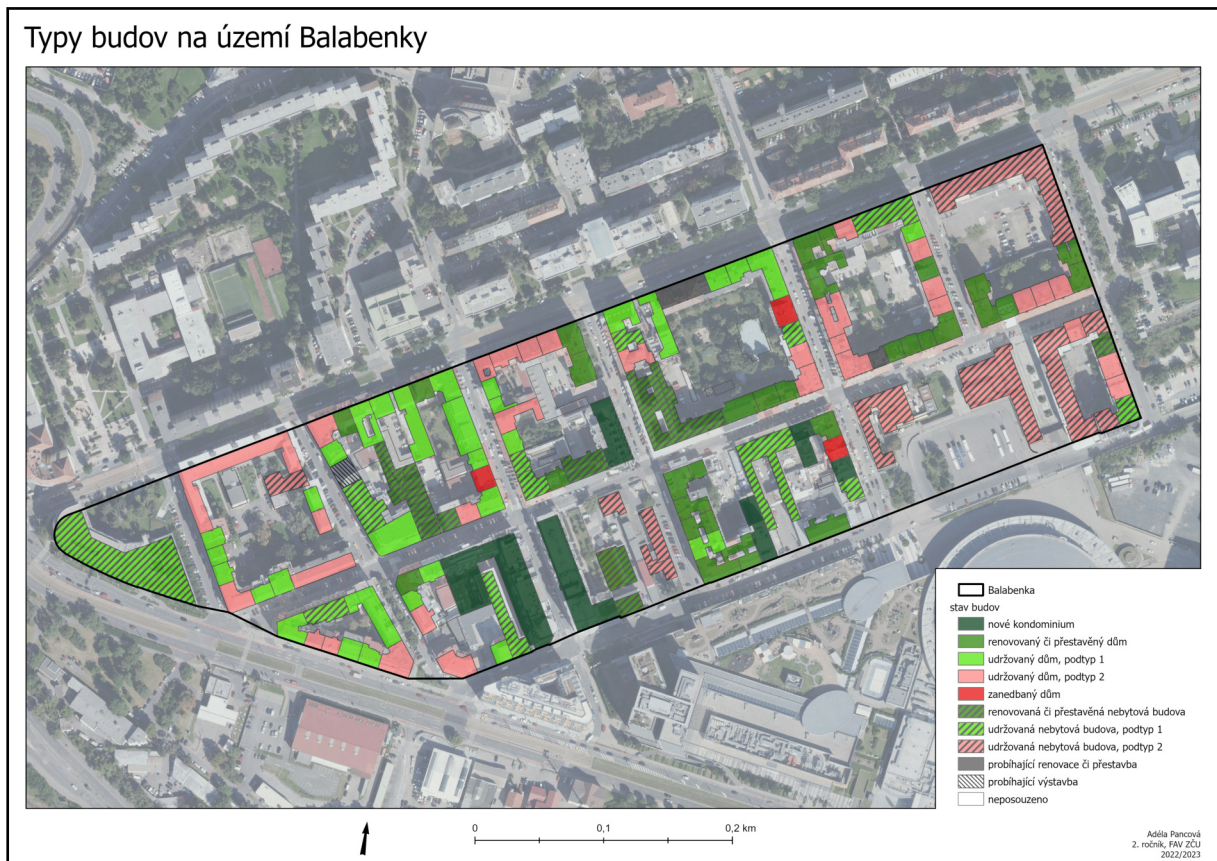 Typy budov na území Balabenky
Balabenka
stav budov
nové kondominium
renovovaný či přestavěný dům
udržovaný dům, podtyp 1
udržovaný dům, podtyp 2
zanedbaný dům
renovovaná či přestavěná nebytová budova
udržovaná nebytová budova, podtyp 1
udržovaná nebytová budova, podtyp 2
probíhající renovace či přestavba
probíhající výstavba
neposouzeno
0 0,1 0,2 km
Adéla Pancová
2. ročník, FAV ZČU
2022/2023